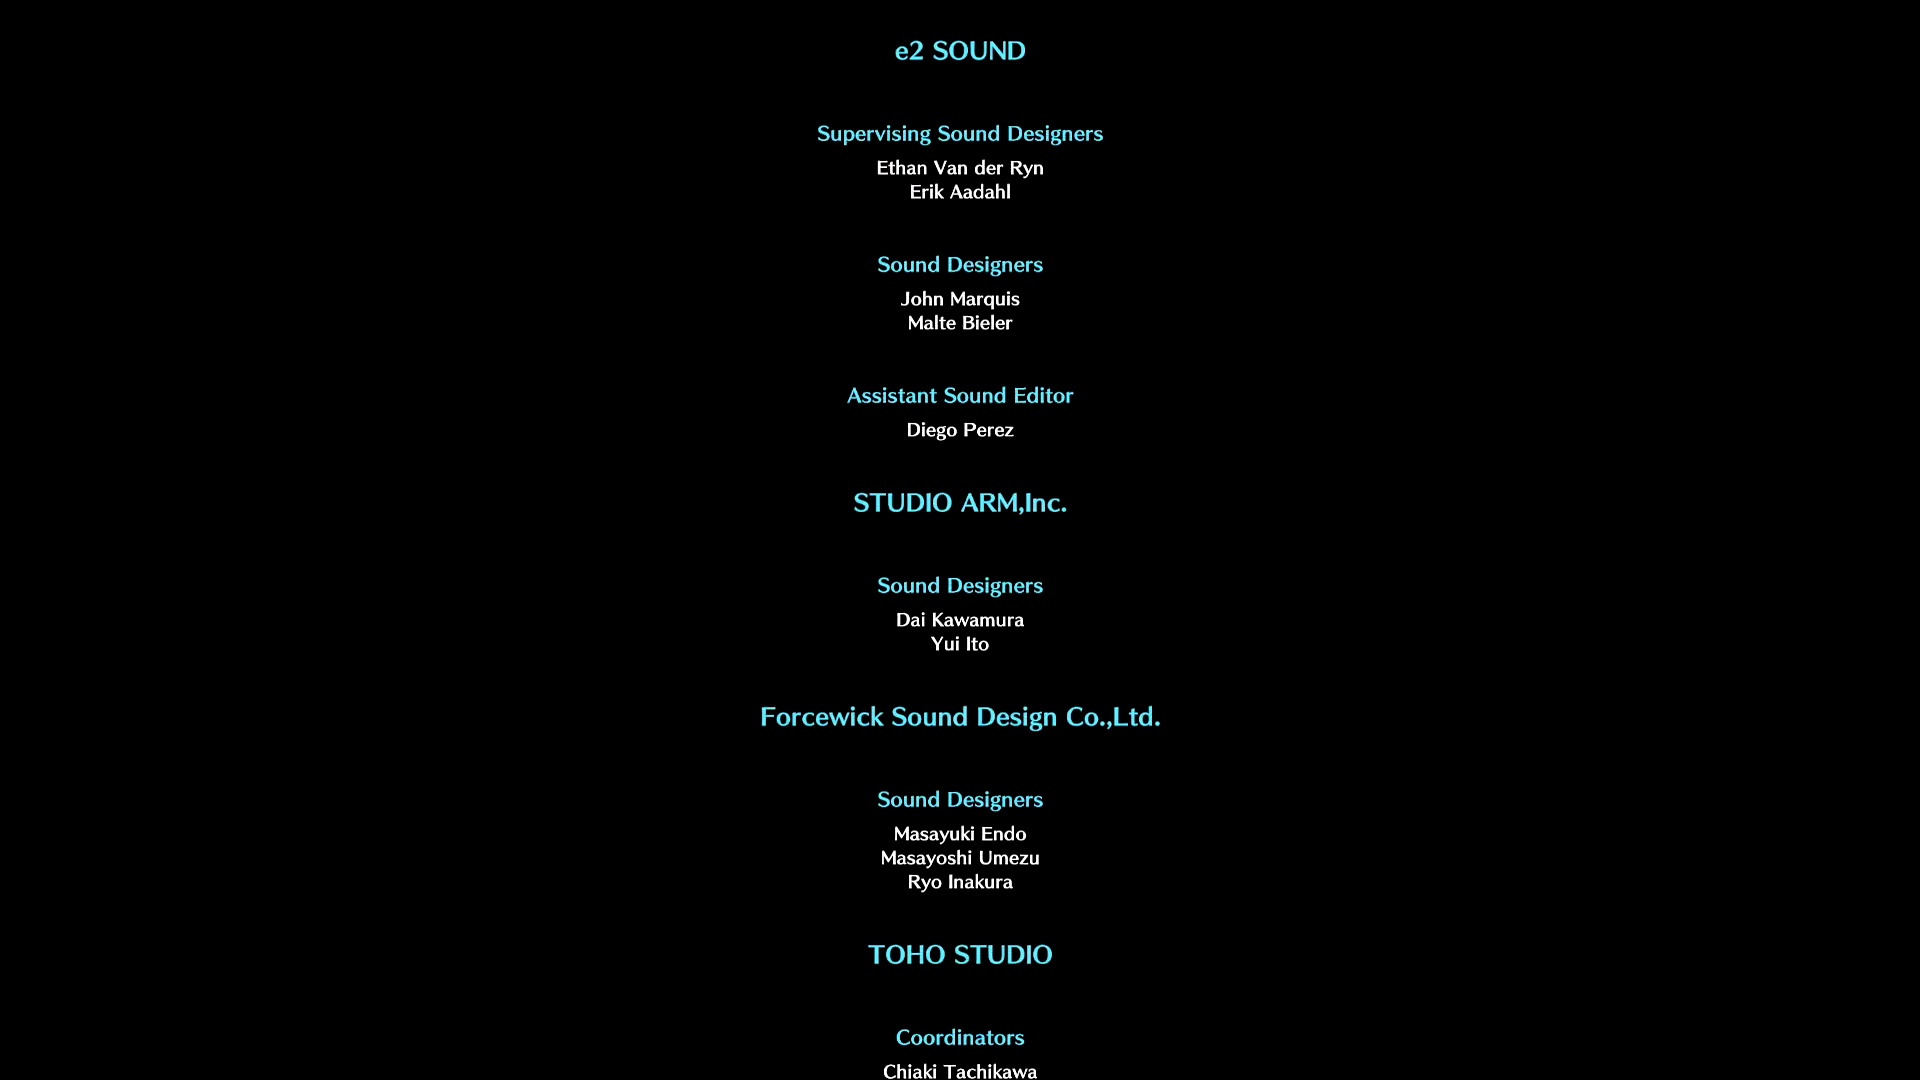 e2 SOUND
Supervising Sound Designers
Ethan Van der Ryn
Erik Aadahl
Sound Designers
John Marquis
Malte Bieler
Assistant Sound Editor
Diego Perez
STUDIO ARM,Inc.
Sound Designers
Dai Kawamura
Yui Ito
Forcewick Sound Design Co.,Ltd.
Sound Designers
Masayuki Endo
Masayoshi Umezu
Ryo Inakura
TOHO STUDIO
Coordinators
Chiaki Tachikawa